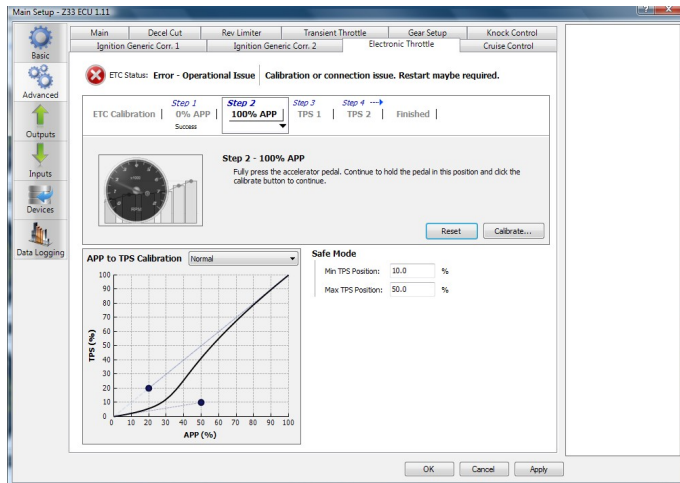 Main Setup - Z33 ECU 1.11
Main Decel Cut Rev Limiter Transient Throttle Gear Setup Knock Control
Ignition Generic Corr. 1 Ignition Generic Corr. 2 Electronic Throttle Cruise Control
Basic
Advanced
Outputs
Inputs
Devices
Data Logging
ETC Status: Error - Operational Issue Calibration or connection issue. Restart maybe required.
Step 1 Step 2 Step 3 Step 4
ETC Calibration 0% APP 100% APP TPS 1 TPS 2 Finished
Success
Step 2 - 100% APP
Fully press the accelerator pedal. Continue to hold the pedal in this position and click the
calibrate button to continue.
Reset Calibrate...
APP to TPS Calibration Normal
100
90
80
70
60
50
40
30
20
10
0
TPS (%)
0 10 20 30 40 50 60 70 80 90 100
APP (%)
Safe Mode
Min TPS Position: 10.0 %
Max TPS Position: 50.0 %
OK Cancel Apply